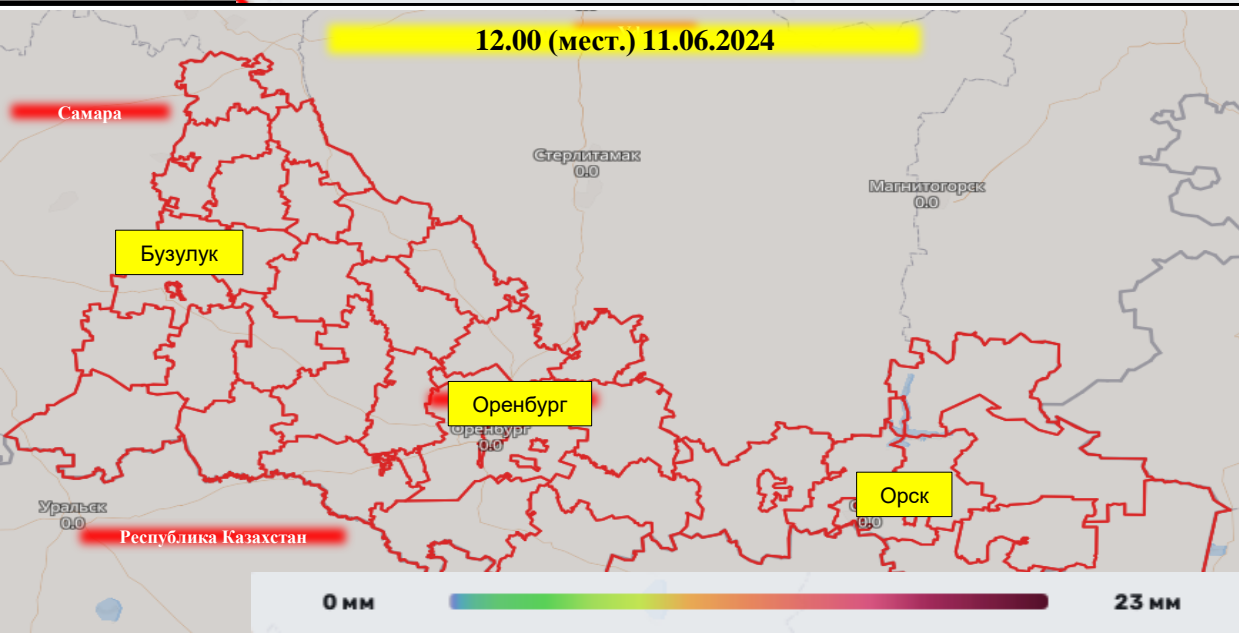 12.00 (мест.) 11.06.2024
Самара
Стерлитамак
0.0
Магнитогорск
0.0
Бузулук
Оренбург
Оренбург
0.0
Орск
0.0
Уральск
0.0
Республика Казахстан
0 мм
23 мм